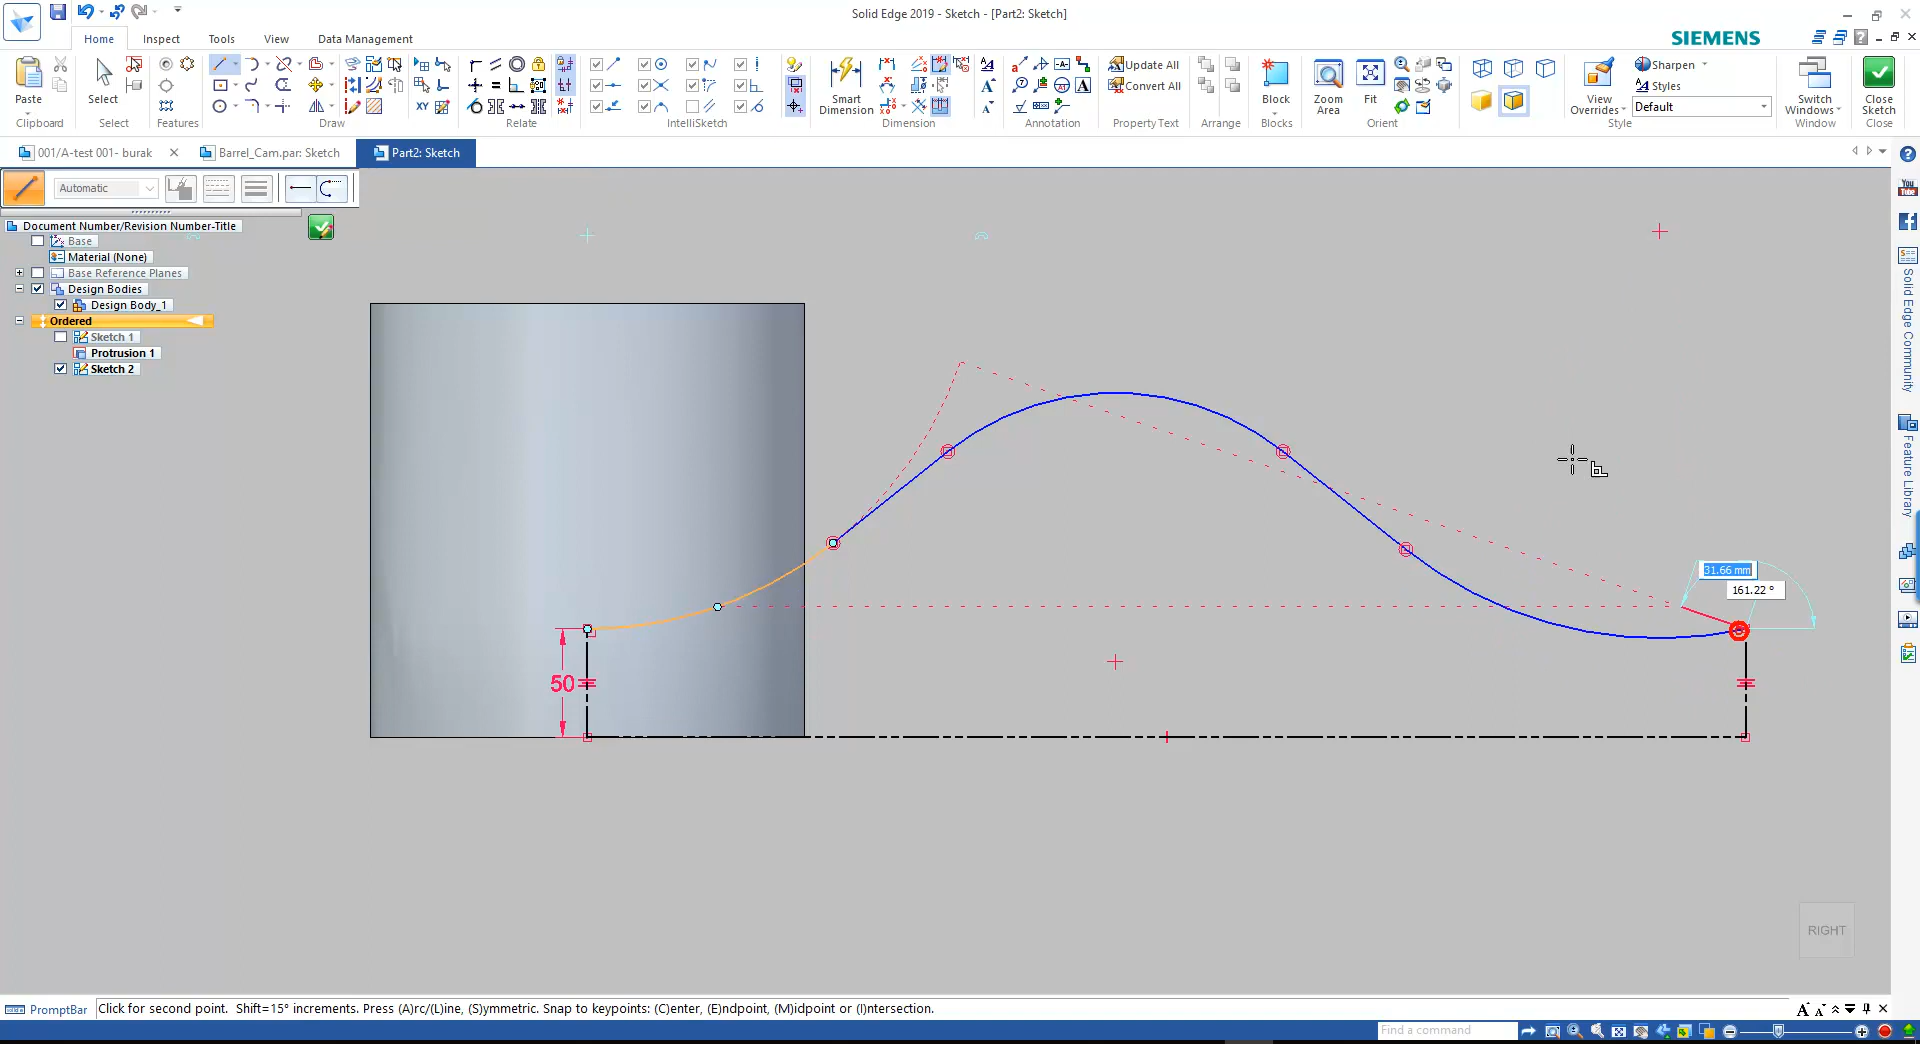 Solid Edge 2019 - Sketch - [Part2: Sketch]
Home
Inspect
Tools
View
Data Management
SIEMENS
Paste
Select
Smart
Dimension
Update All
Convert All
Block
Zoom
Area
Fit
View
Overrides
Sharpen
Styles
Default
Switch
Windows
Close
Sketch
Clipboard
Select
Features
Draw
Relate
IntelliSketch
Dimension
Annotation
Property Text
Arrange
Blocks
Orient
Style
Window
Close
XY
001/A-test 001- burak
Barrel_Cam.par: Sketch
Part2: Sketch
Automatic
Document Number/Revision Number-Title
Base
Material (None)
Base Reference Planes
Design Bodies
Design Body_1
Ordered
Sketch 1
Protrusion 1
Sketch 2
50
31.66 mm
161.22 °
RIGHT
You
Tube
Solid Edge Community
Feature Library
PromptBar
Click for second point. Shift=15° increments. Press (A)rc/(L)ine, (S)ymmetric. Snap to keypoints: (C)enter, (E)ndpoint, (M)idpoint or (I)ntersection.
Find a command